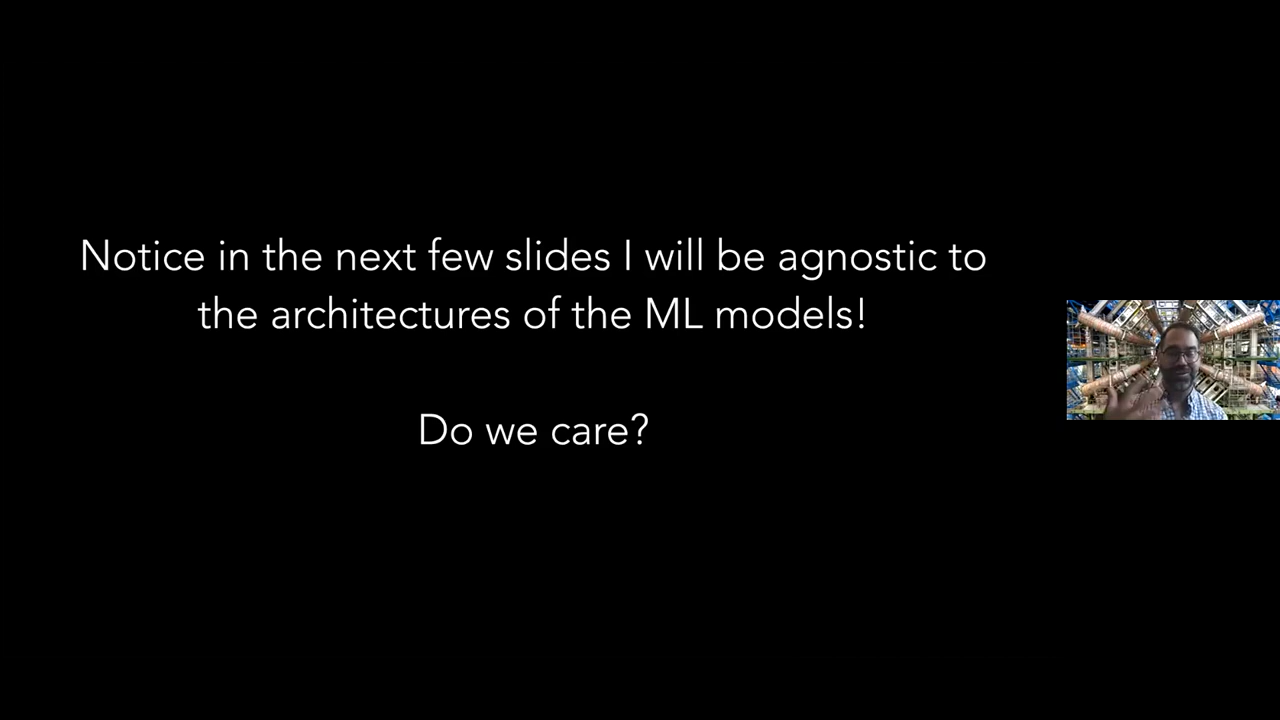 Notice in the next few slides I will be agnostic to
the architectures of the ML models!
Do we care?